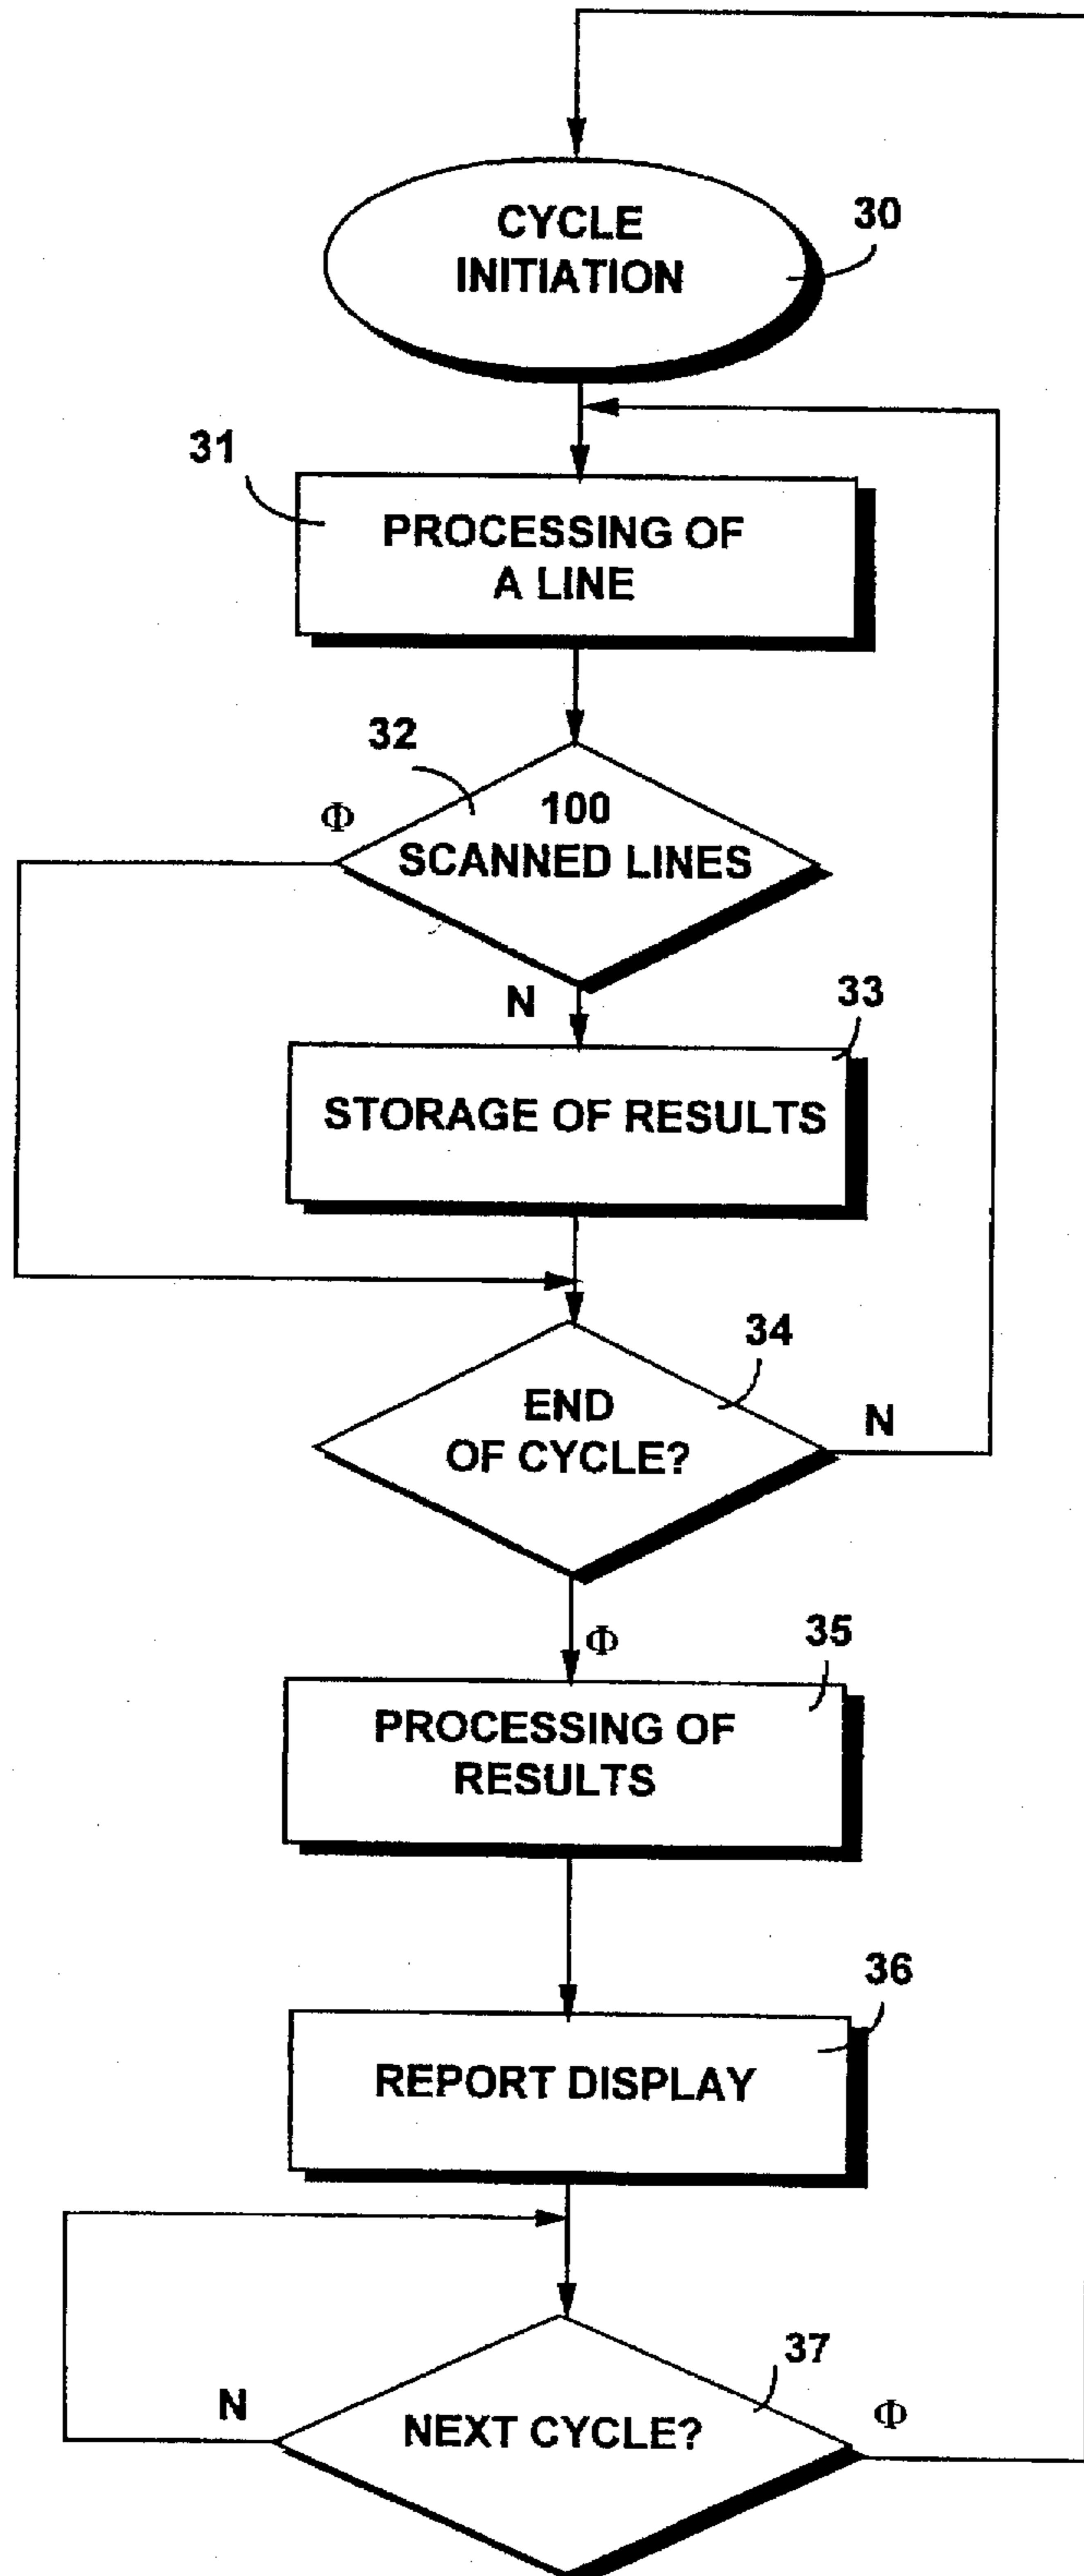 CYCLE
INITIATION
30
31
PROCESSING OF
A LINE
32
Φ
100
SCANNED LINES
N
33
STORAGE OF RESULTS
34
END
OF CYCLE?
N
Φ
35
PROCESSING OF
RESULTS
36
REPORT DISPLAY
37
N
NEXT CYCLE?
Φ